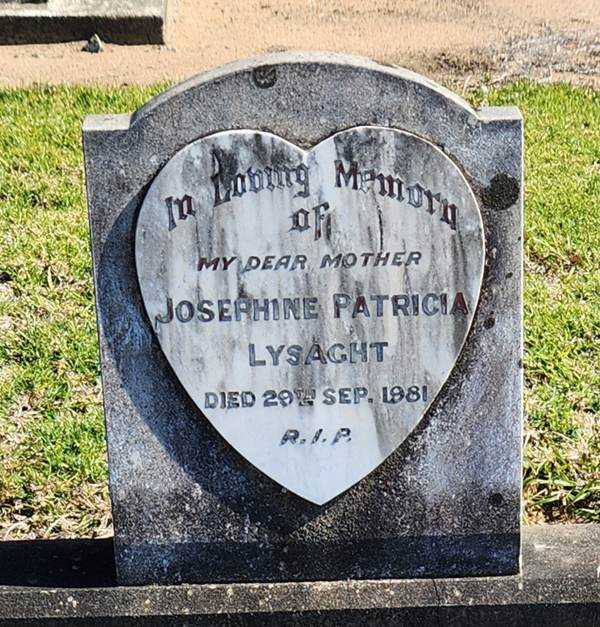 In Loving Memory
of
MY DEAR MOTHER
JOSEPHINE PATRICIA
LYSAGHT
DIED 29TH SEP. 1981
R.I.P.